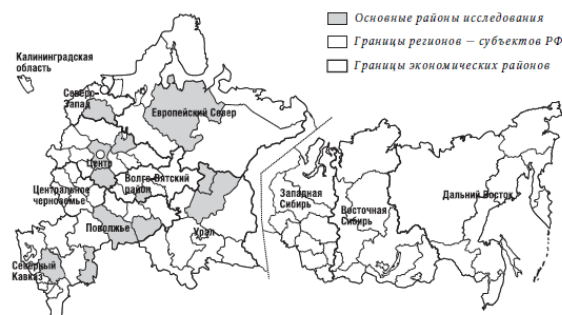 Основные районы исследования
Границы регионов – субъектов РФ
Границы экономических районов
Калининградская
область
Северо-
Запад
Европейский Север
Центр
Волго-Вятский
район
Центральное
черноземье
Поволжье
Урал
Северный
Кавказ
Западная
Сибирь
Восточная
Сибирь
Дальний Восток